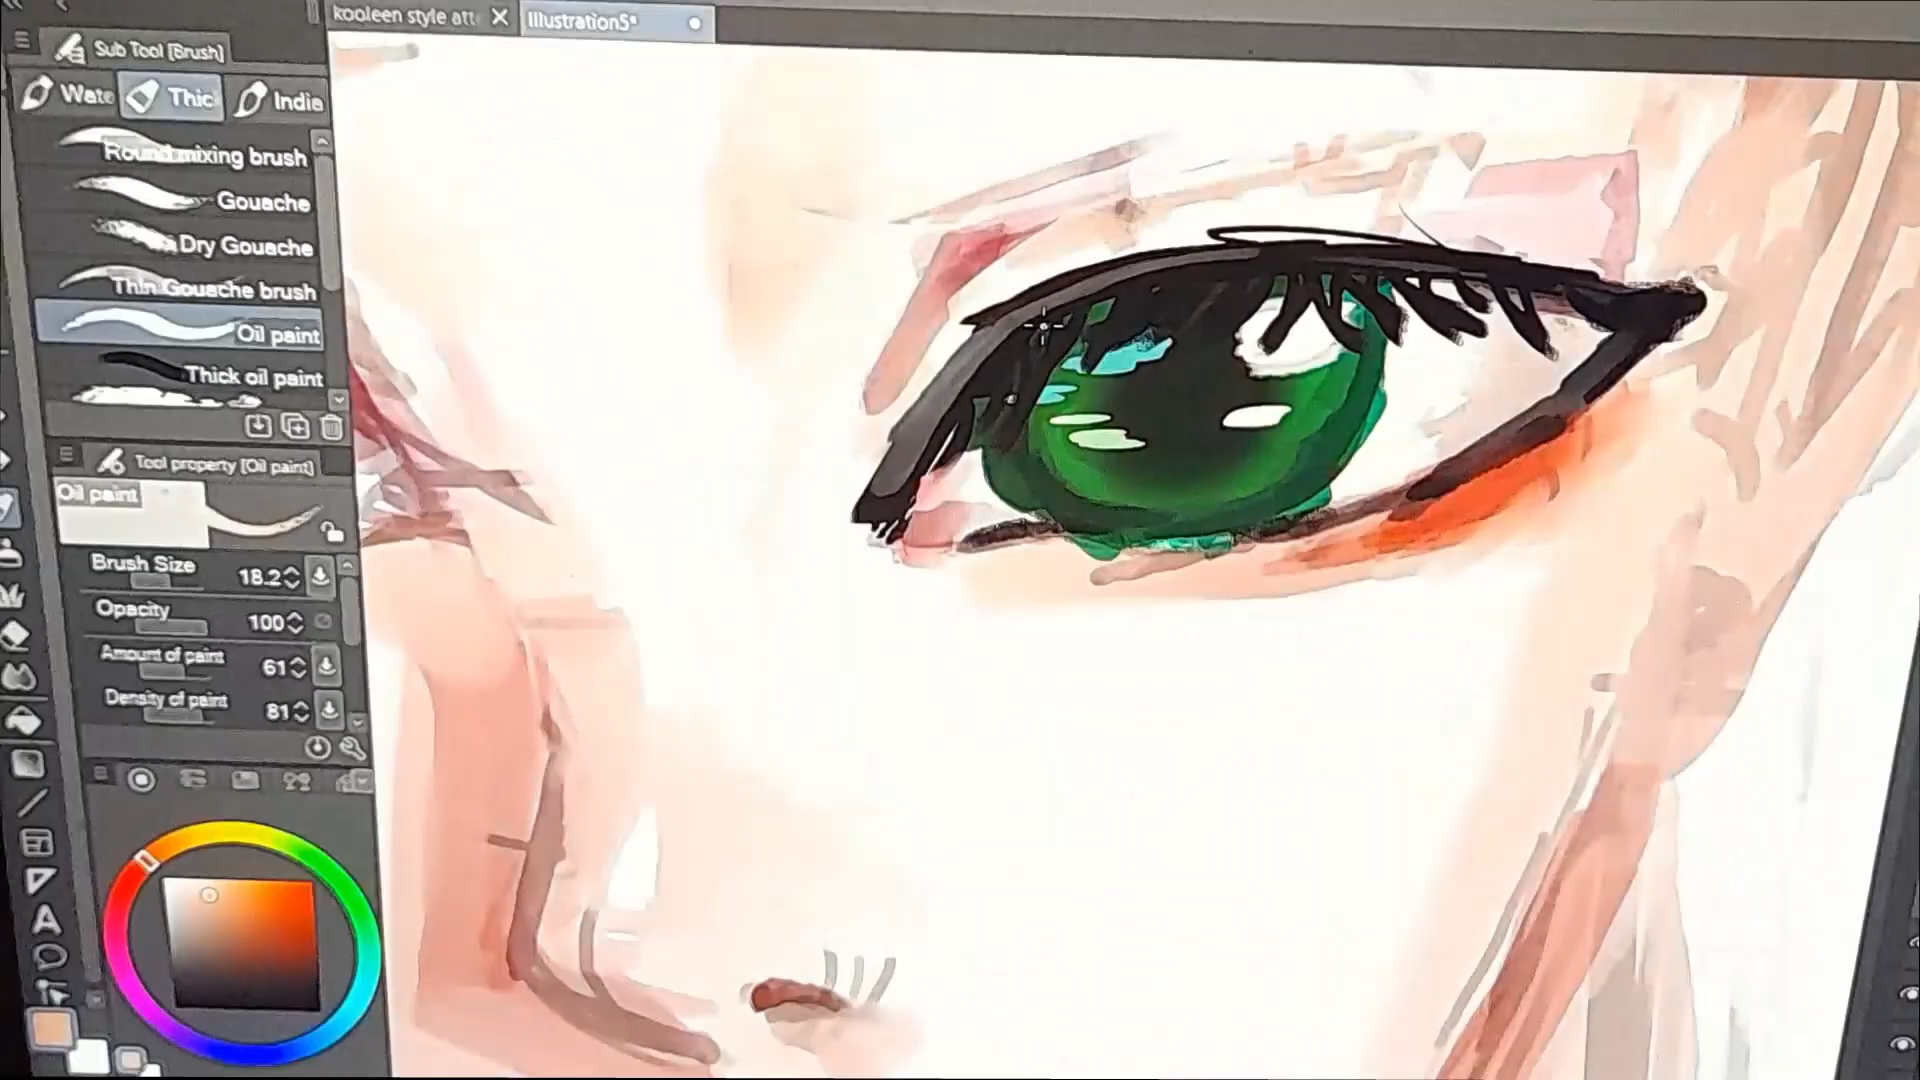 kooleen style att
Illustration5*
Sub Tool [Brush]
Wate
Thic
India
Round mixing brush
Gouache
Dry Gouache
Thin Gouache brush
Oil paint
Thick oil paint
Tool property [Oil paint]
Oil paint
Brush Size 18.2
Opacity 100
Amount of paint 61
Density of paint 81
A